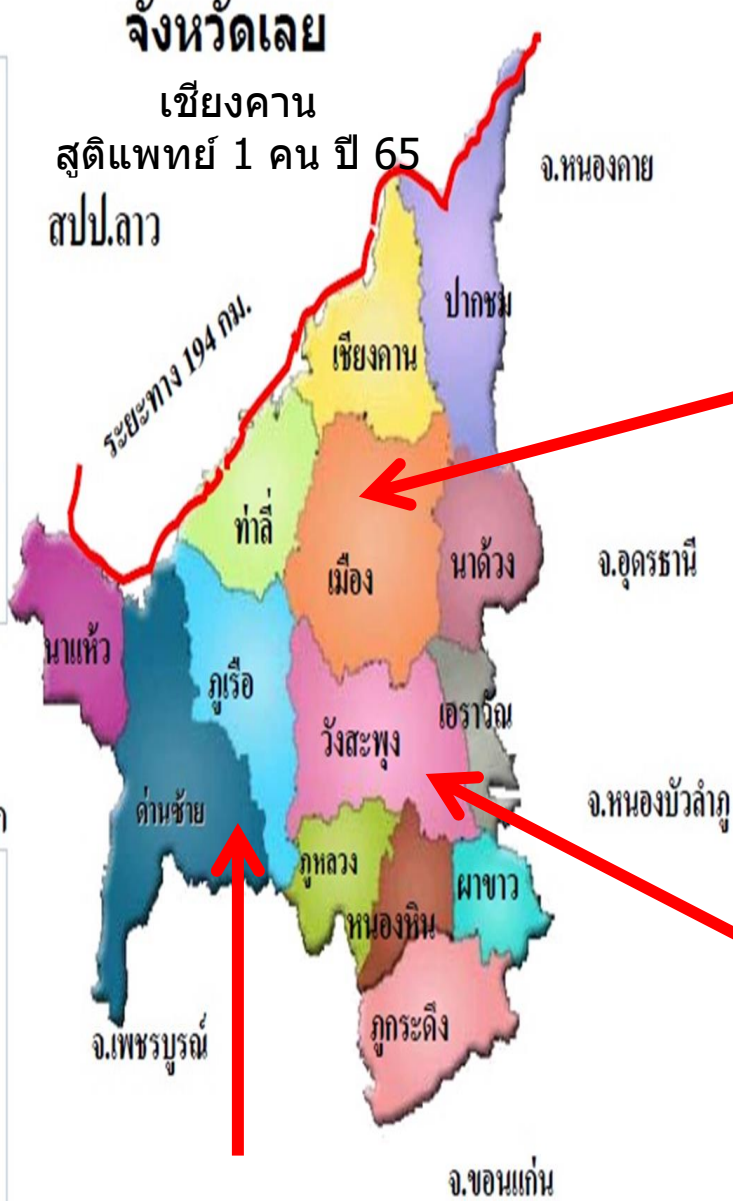 จังหวัดเลย
เชียงคาน
สูติแพทย์ 1 คน ปี 65
จ.หนองคาย
สปป.ลาว
ระยะทาง 194 กม.
ปากชม
เชียงคาน
ท่าลี่
เมือง
นาด้วง
จ.อุดรธานี
นาแห้ว
ภูเรือ
วังสะพุง
เอราวัณ
ด่านซ้าย
จ.หนองบัวลำภู
ภูหลวง
ผาขาว
หนองหิน
ภูกระดึง
จ.เพชรบูรณ์
จ.ขอนแก่น